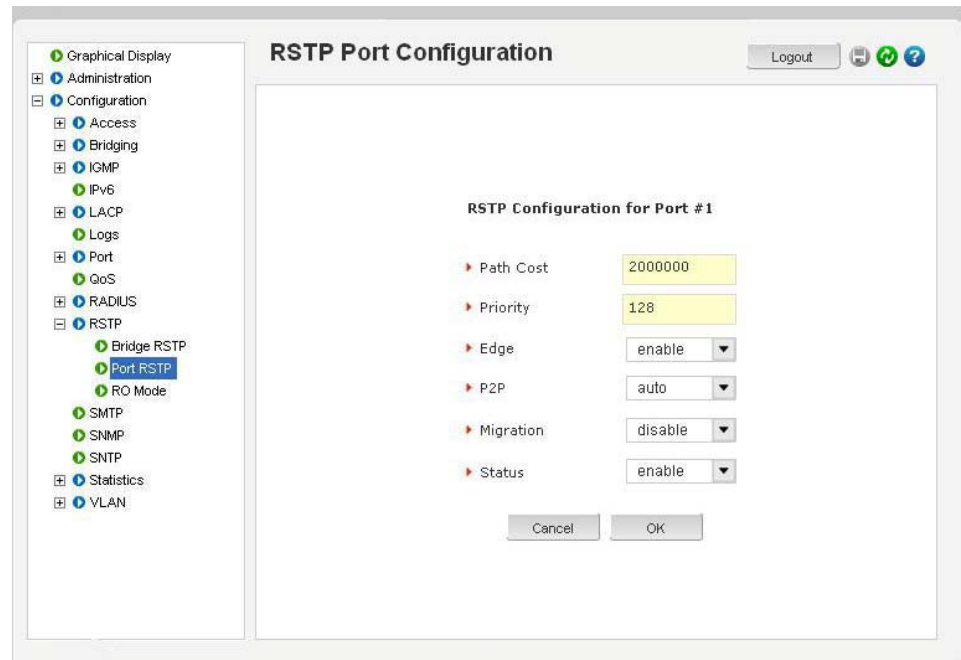 RSTP Port Configuration
Logout
Graphical Display
Administration
Configuration
Access
Bridging
IGMP
IPv6
LACP
Logs
Port
QoS
RADIUS
RSTP
Bridge RSTP
Port RSTP
RO Mode
SMTP
SNMP
SNTP
Statistics
VLAN
RSTP Configuration for Port #1
Path Cost 2000000
Priority 128
Edge enable
P2P auto
Migration disable
Status enable
Cancel OK